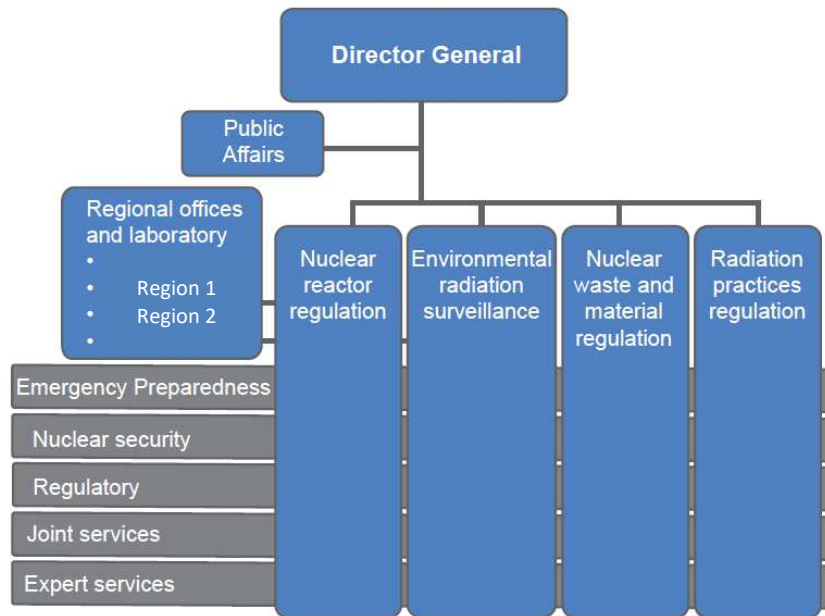 Director General
Public
Affairs
Regional offices
and laboratory
•
• Region 1
• Region 2
•
Nuclear
reactor
regulation
Environmental
radiation
surveillance
Nuclear
waste and
material
regulation
Radiation
practices
regulation
Emergency Preparedness
Nuclear security
Regulatory
Joint services
Expert services